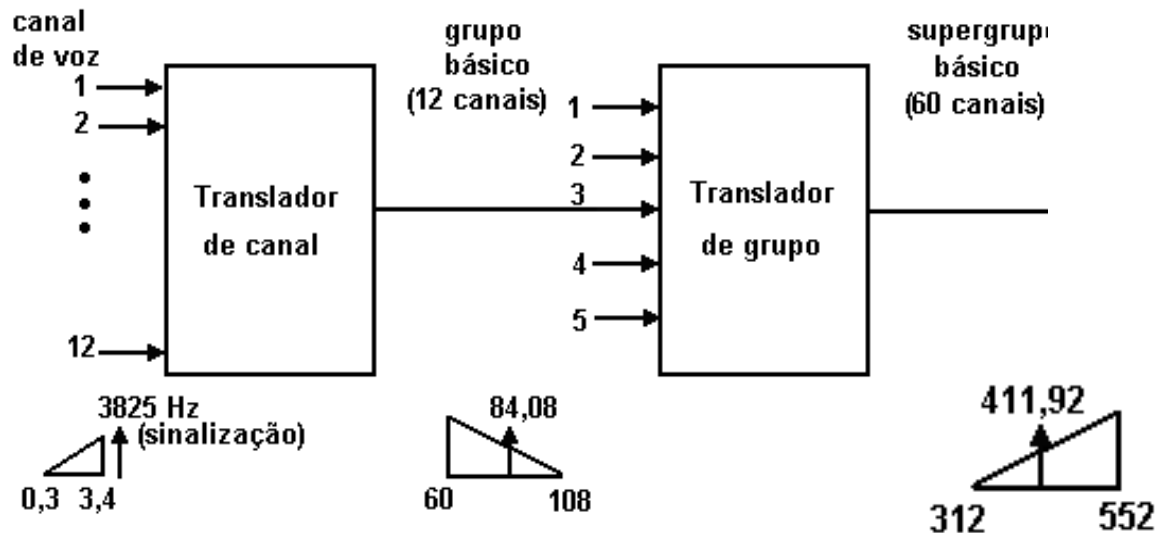 canal
de voz
1
2
12
Translador
de canal
grupo
básico
(12 canais)
1
2
3
4
5
Translador
de grupo
básico
(60 canais)
3825 Hz
(sinalização)
0,3 3,4
84,08
60 108
411,92
312 552